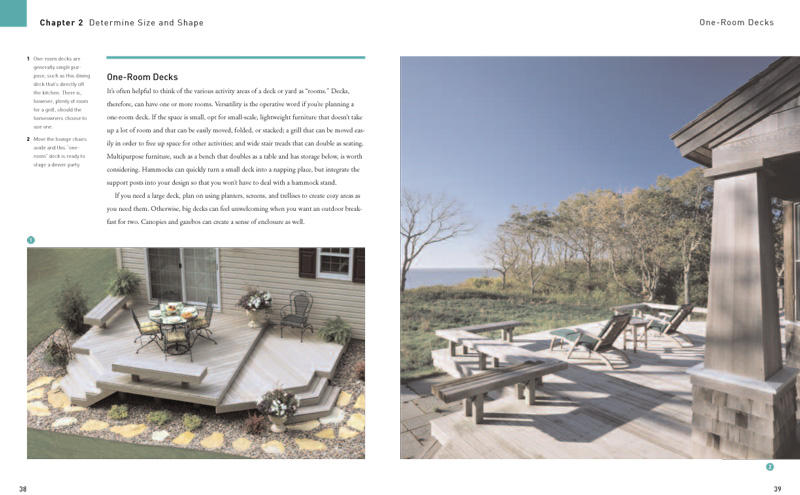 Chapter 2 Determine Size and Shape
One-Room Decks
1 One-room decks are
generally single pur-
pose, such as this dining
deck that's directly off
the kitchen. There is,
however, plenty of room
for a grill, should the
homeowners choose to
use one.
2 Move the lounge chairs
aside and this "one-
room" deck is ready to
stage a dinner party.
One-Room Decks
It's often helpful to think of the various activity areas of a deck or yard as "rooms." Decks,
therefore, can have one or more rooms. Versatility is the operative word if you're planning a
one-room deck. If the space is small, opt for small-scale, lightweight furniture that doesn't take
up a lot of room and that can be easily moved, folded, or stacked; a grill that can be moved eas-
ily in order to free up space for other activities; and wide stair treads that can double as seating.
Multipurpose furniture, such as a bench that doubles as a table and has storage below, is worth
considering. Hammocks can quickly turn a small deck into a napping place, but integrate the
support posts into your design so that you won't have to deal with a hammock stand.
If you need a large deck, plan on using planters, screens, and trellises to create cozy areas as
you need them. Otherwise, big decks can feel unwelcoming when you want an outdoor break-
fast for two. Canopies and gazebos can create a sense of enclosure as well.
1
2
38
39